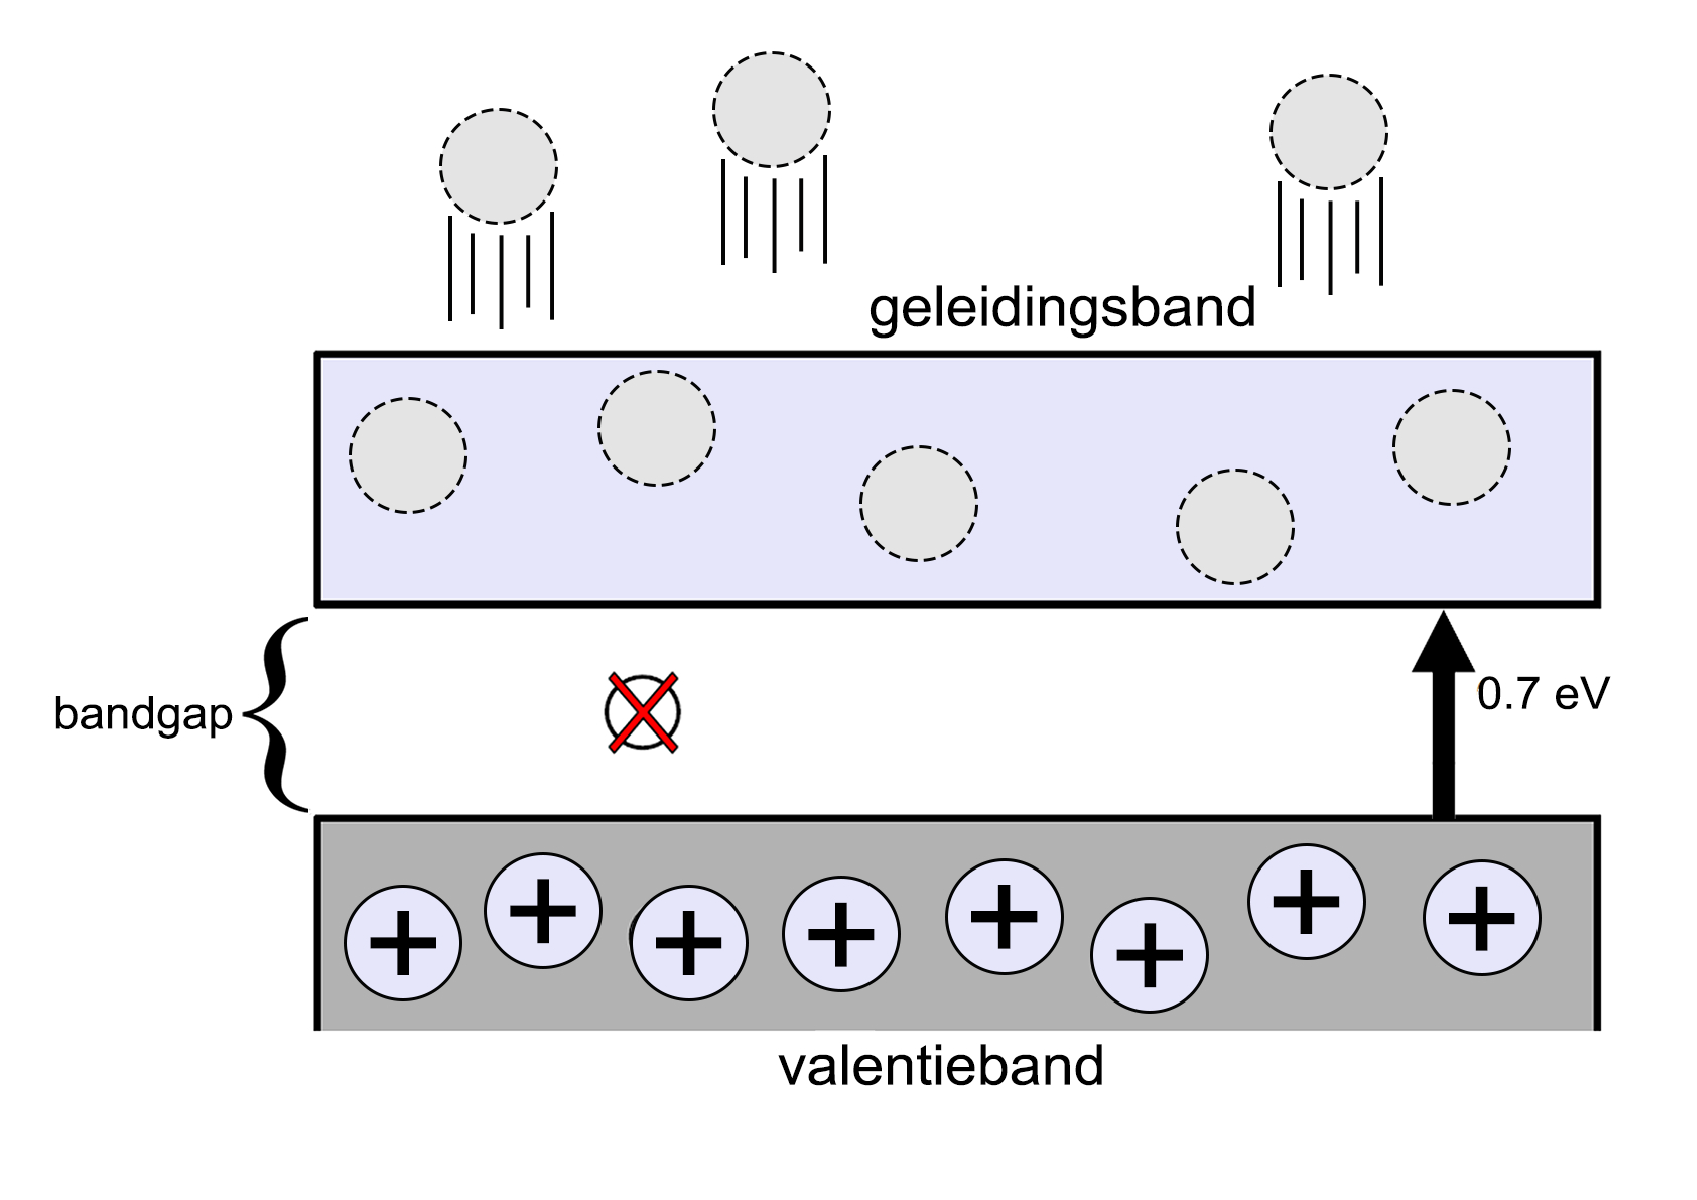 geleidingsband
bandgap
0.7 eV
+ + + + + + + +
valentieband